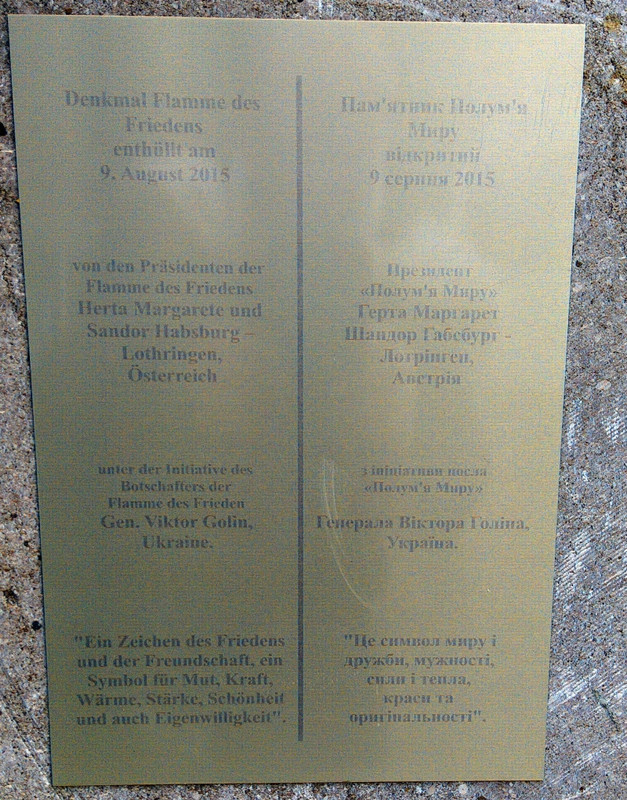 Denkmal Flamme des
Friedens
enthüllt am
9. August 2015
von den Präsidenten der
Flamme des Friedens
Herta Margarete und
Sandor Habsburg –
Lothringen,
Österreich
unter der Initiative des
Botschafters der
Flamme des Frieden
Gen. Viktor Golin,
Ukraine.
"Ein Zeichen des Friedens
und der Freundschaft, ein
Symbol für Mut, Kraft,
Wärme, Stärke, Schönheit
und auch Eigenwilligkeit".
Пам'ятник Полум'я
Миру
відкритий
9 серпня 2015
Президент
«Полум'я Миру»
Герта Маргарет
Шандор Габсбург -
Лотрінген,
Австрія
з ініціативи посла
«Полум'я Миру»
Генерала Віктора Голіна,
Україна.
"Це символ миру і
дружби, мужності,
сили і тепла,
краси та
оригінальності".